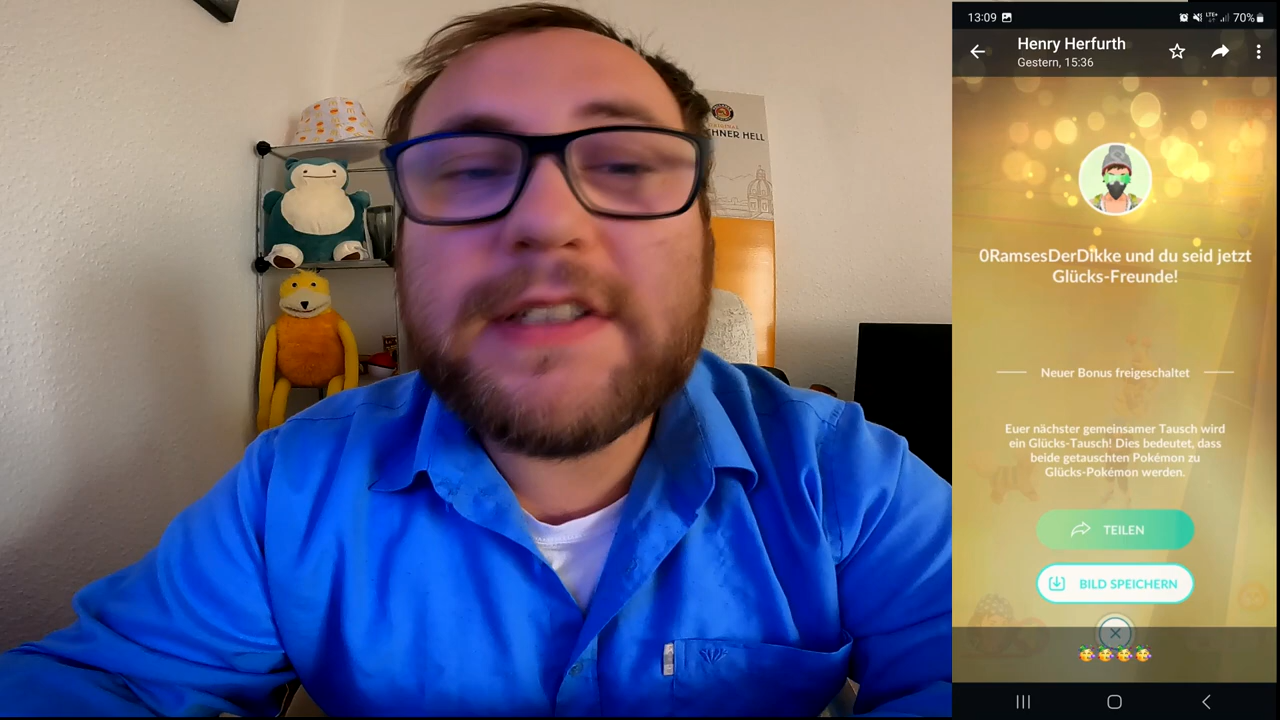 CHNER HELL
13:09
LTE+
70%
Henry Herfurth
Gestern, 15:36
0RamsesDerDikke und du seid jetzt
Glücks-Freunde!
Neuer Bonus freigeschaltet
Euer nächster gemeinsamer Tausch wird
ein Glücks-Tausch! Dies bedeutet, dass
beide getauschten Pokémon zu
Glücks-Pokémon werden.
TEILEN
BILD SPEICHERN